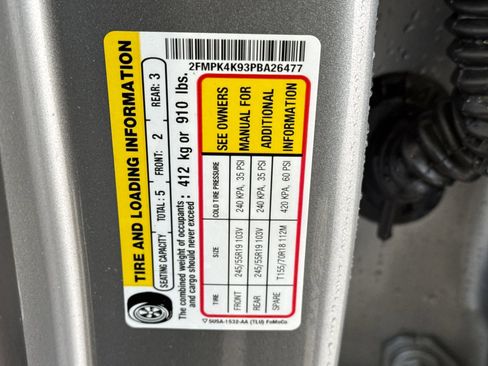 2FMPK4K93PBA26477
TIRE AND LOADING INFORMATION
SEATING CAPACITY TOTAL: 5 FRONT: 2 REAR: 3
The combined weight of occupants and cargo should never exceed: 412 kg or 910 lbs.
TIRE SIZE COLD TIRE PRESSURE
FRONT 245/55R19 103V 240 KPA, 35 PSI
REAR 245/55R19 103V 240 KPA, 35 PSI
SPARE T155/70R18 112M 420 KPA, 60 PSI
SEE OWNERS
MANUAL FOR
ADDITIONAL
INFORMATION
5USA-1532-AA (TLU) FoMoCo